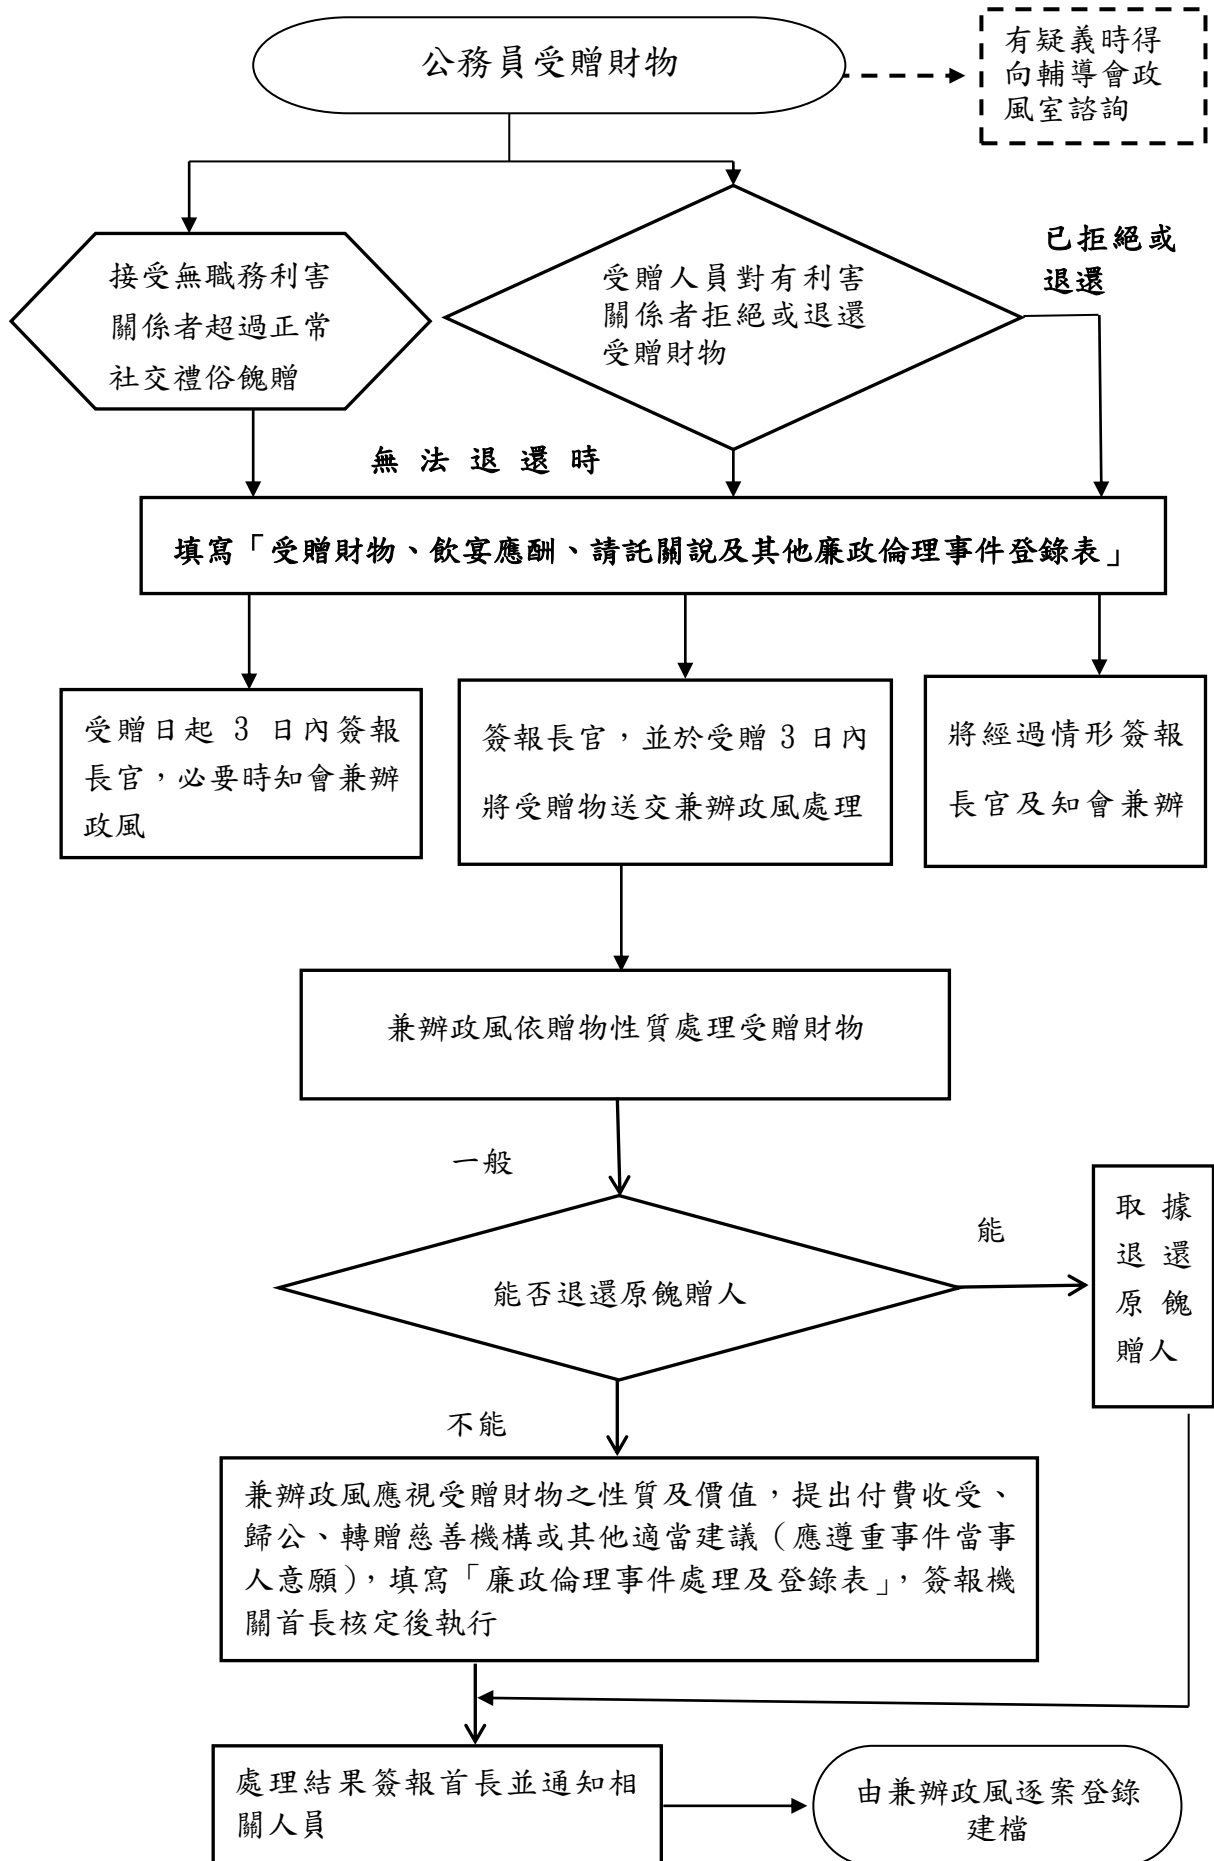 公務員受贈財物
有疑義時得
向輔導會政
風室諮詢
接受無職務利害
關係者超過正常
社交禮俗餽贈
受贈人員對有利害
關係者拒絕或退還
受贈財物
已拒絕或
退還
無法退還時
填寫「受贈財物、飲宴應酬、請託關說及其他廉政倫理事件登錄表」
受贈日起 3 日內簽報
長官，必要時知會兼辦
政風
簽報長官，並於受贈 3 日內
將受贈物送交兼辦政風處理
將經過情形簽報
長官及知會兼辦
兼辦政風依贈物性質處理受贈財物
一般
能否退還原餽贈人
能
取據
退還
原餽
贈人
不能
兼辦政風應視受贈財物之性質及價值，提出付費收受、
歸公、轉贈慈善機構或其他適當建議（應遵重事件當事
人意願），填寫「廉政倫理事件處理及登錄表」，簽報機
關首長核定後執行
處理結果簽報首長並通知相
關人員
由兼辦政風逐案登錄
建檔